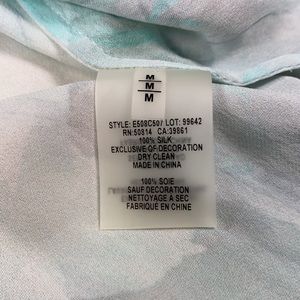 M
M
M
STYLE: E508C507 LOT: 99642
RN:50814 CA:39861
100% SILK
EXCLUSIVE OF DECORATION
DRY CLEAN
MADE IN CHINA
100% SOIE
SAUF DECORATION
NETTOYAGE A SEC
FABRIQUE EN CHINE